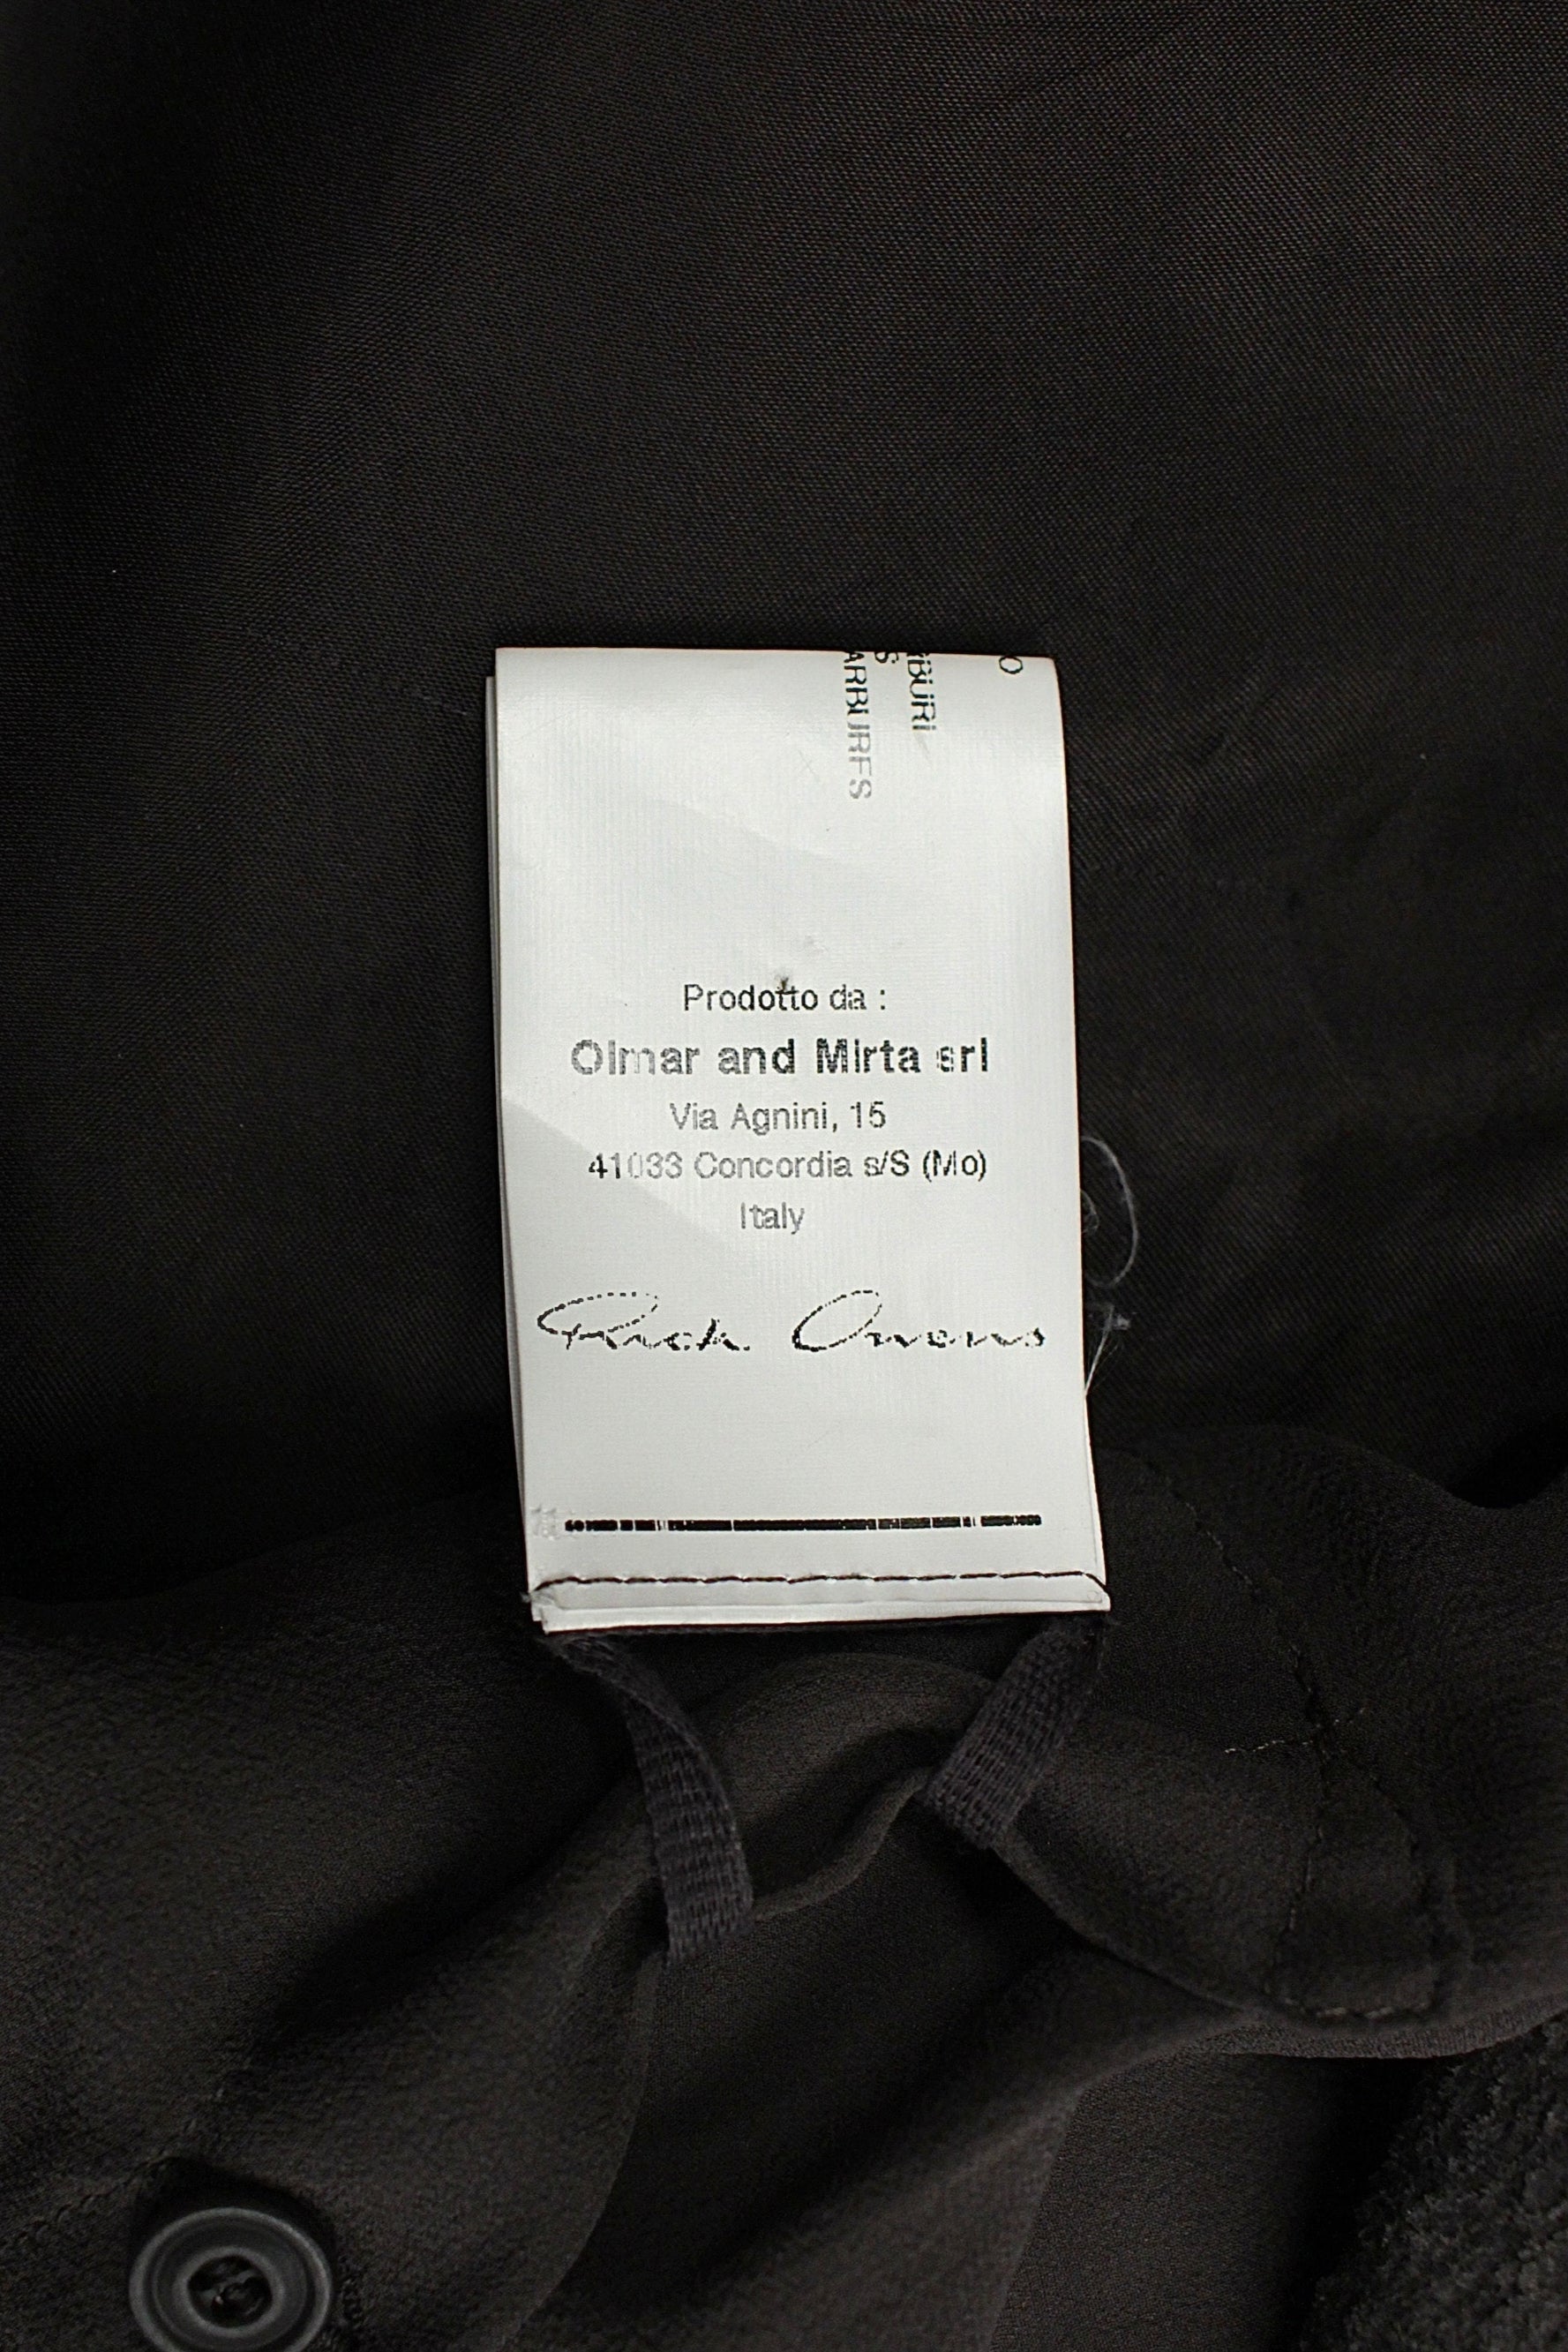 Prodotto da :
Olmar and Mirta srl
Via Agnini, 15
41033 Concordia s/S (Mo)
Italy
Rick Owens